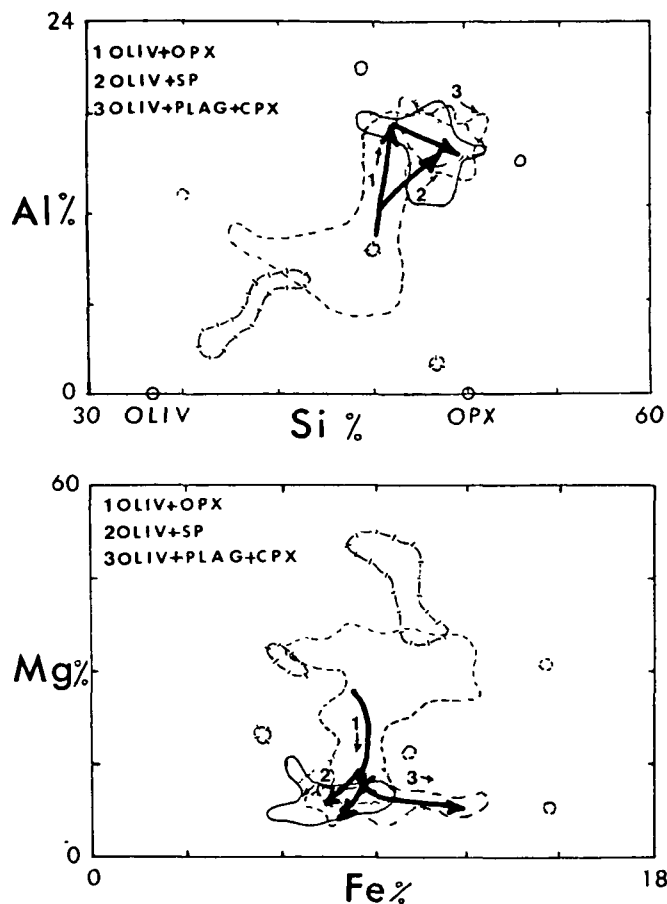 24
1 OLIV+OPX
2 OLIV+SP
3 OLIV+PLAG+CPX
3
1
2
Al%
0
30 OLIV Si % OPX 60
60
1 OLIV+OPX
2 OLIV+SP
3 OLIV+PLAG+CPX
Mg%
1
2 3
0
0 Fe% 18